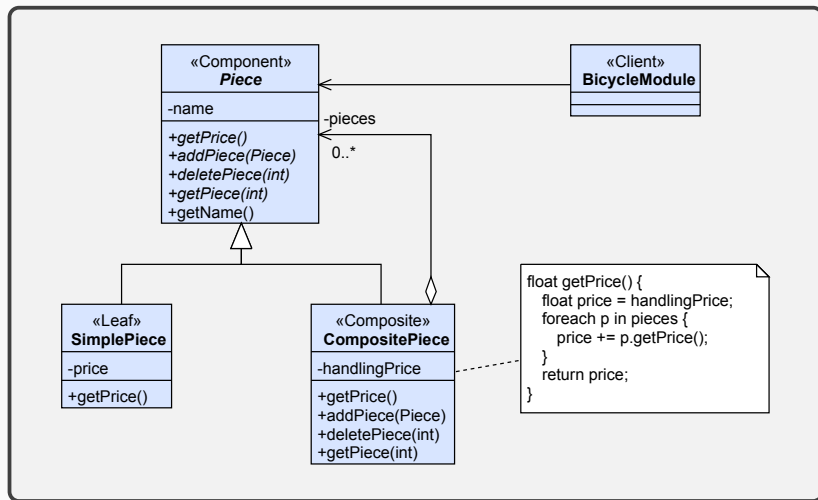 «Component»
Piece
-name
+getPrice()
+addPiece(Piece)
+deletePiece(int)
+getPiece(int)
+getName()
«Client»
BicycleModule
-pieces
0..*
«Leaf»
SimplePiece
-price
+getPrice()
«Composite»
CompositePiece
-handlingPrice
+getPrice()
+addPiece(Piece)
+deletePiece(int)
+getPiece(int)
float getPrice() {
float price = handlingPrice;
foreach p in pieces {
price += p.getPrice();
}
return price;
}